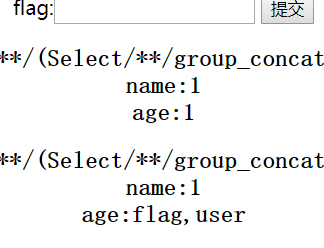 flag: 提交
**/(Select/**/group_concat
name:1
age:1
**/(Select/**/group_concat
name:1
age:flag,user